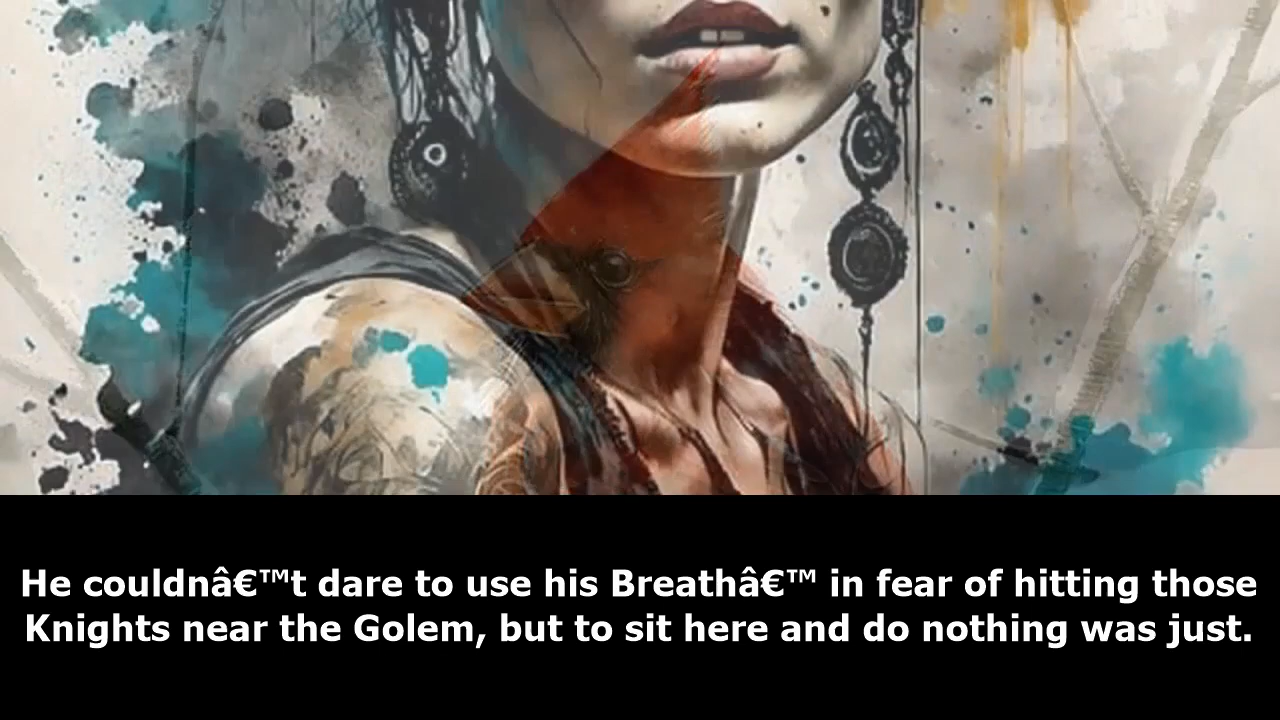 He couldnâ€™t dare to use his Breathâ€™ in fear of hitting those
Knights near the Golem, but to sit here and do nothing was just.